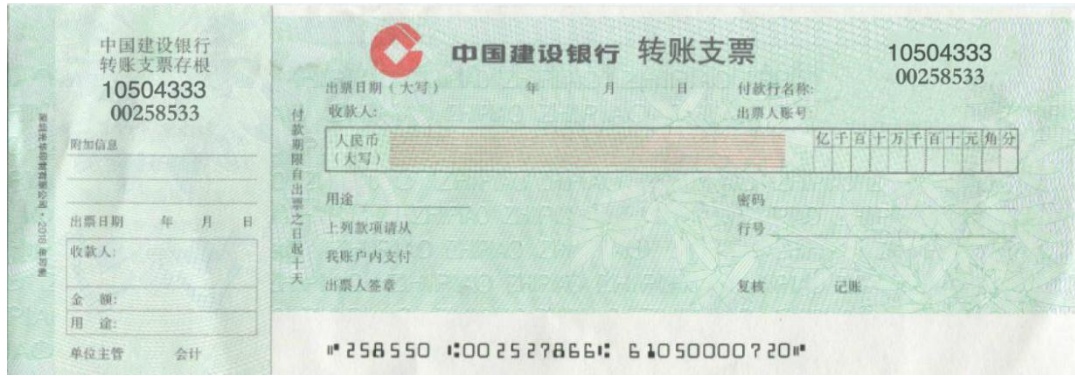 中国建设银行
转账支票存根
10504333
00258533
附加信息
出票日期 年 月 日
收款人:
金 额:
用 途:
单位主管 会计
付款期限自出票之日起十天
中国建设银行 转账支票
10504333
00258533
出票日期(大写) 年 月 日 付款行名称:
收款人: 出票人账号:
人民币
(大写)
亿千百十万千百十元角分
用途 密码
上列款项请从 行号
我账户内支付
出票人签章 复核 记账
⑈258550 ⑆002527866⑆ 61050000720⑈